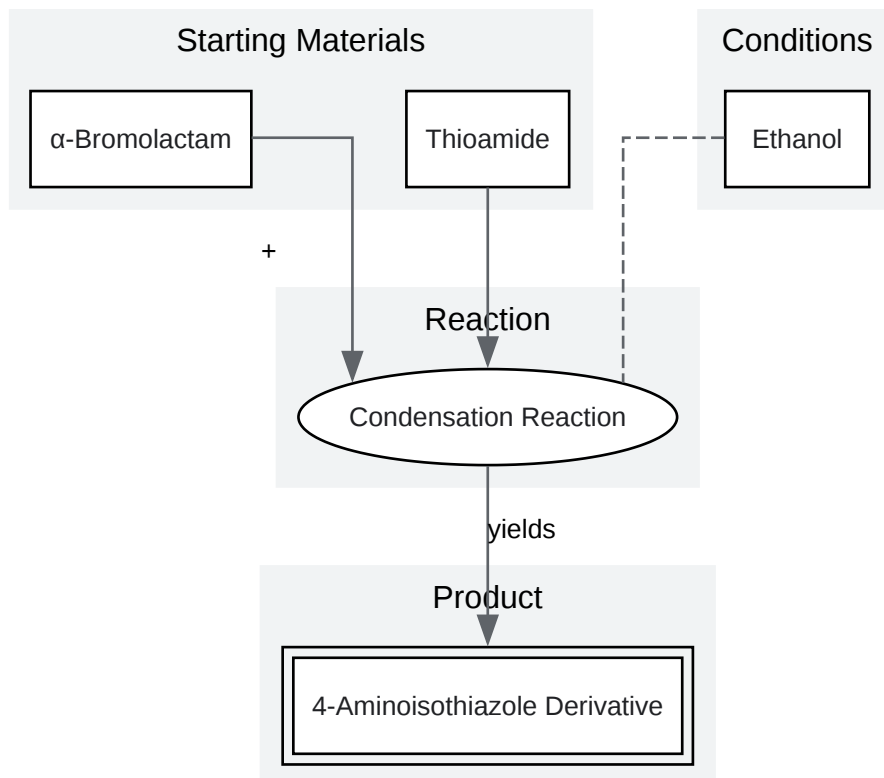 Starting Materials
Conditions
α-Bromolactam
Thioamide
Ethanol
+
Reaction
Condensation Reaction
yields
Product
4-Aminoisothiazole Derivative